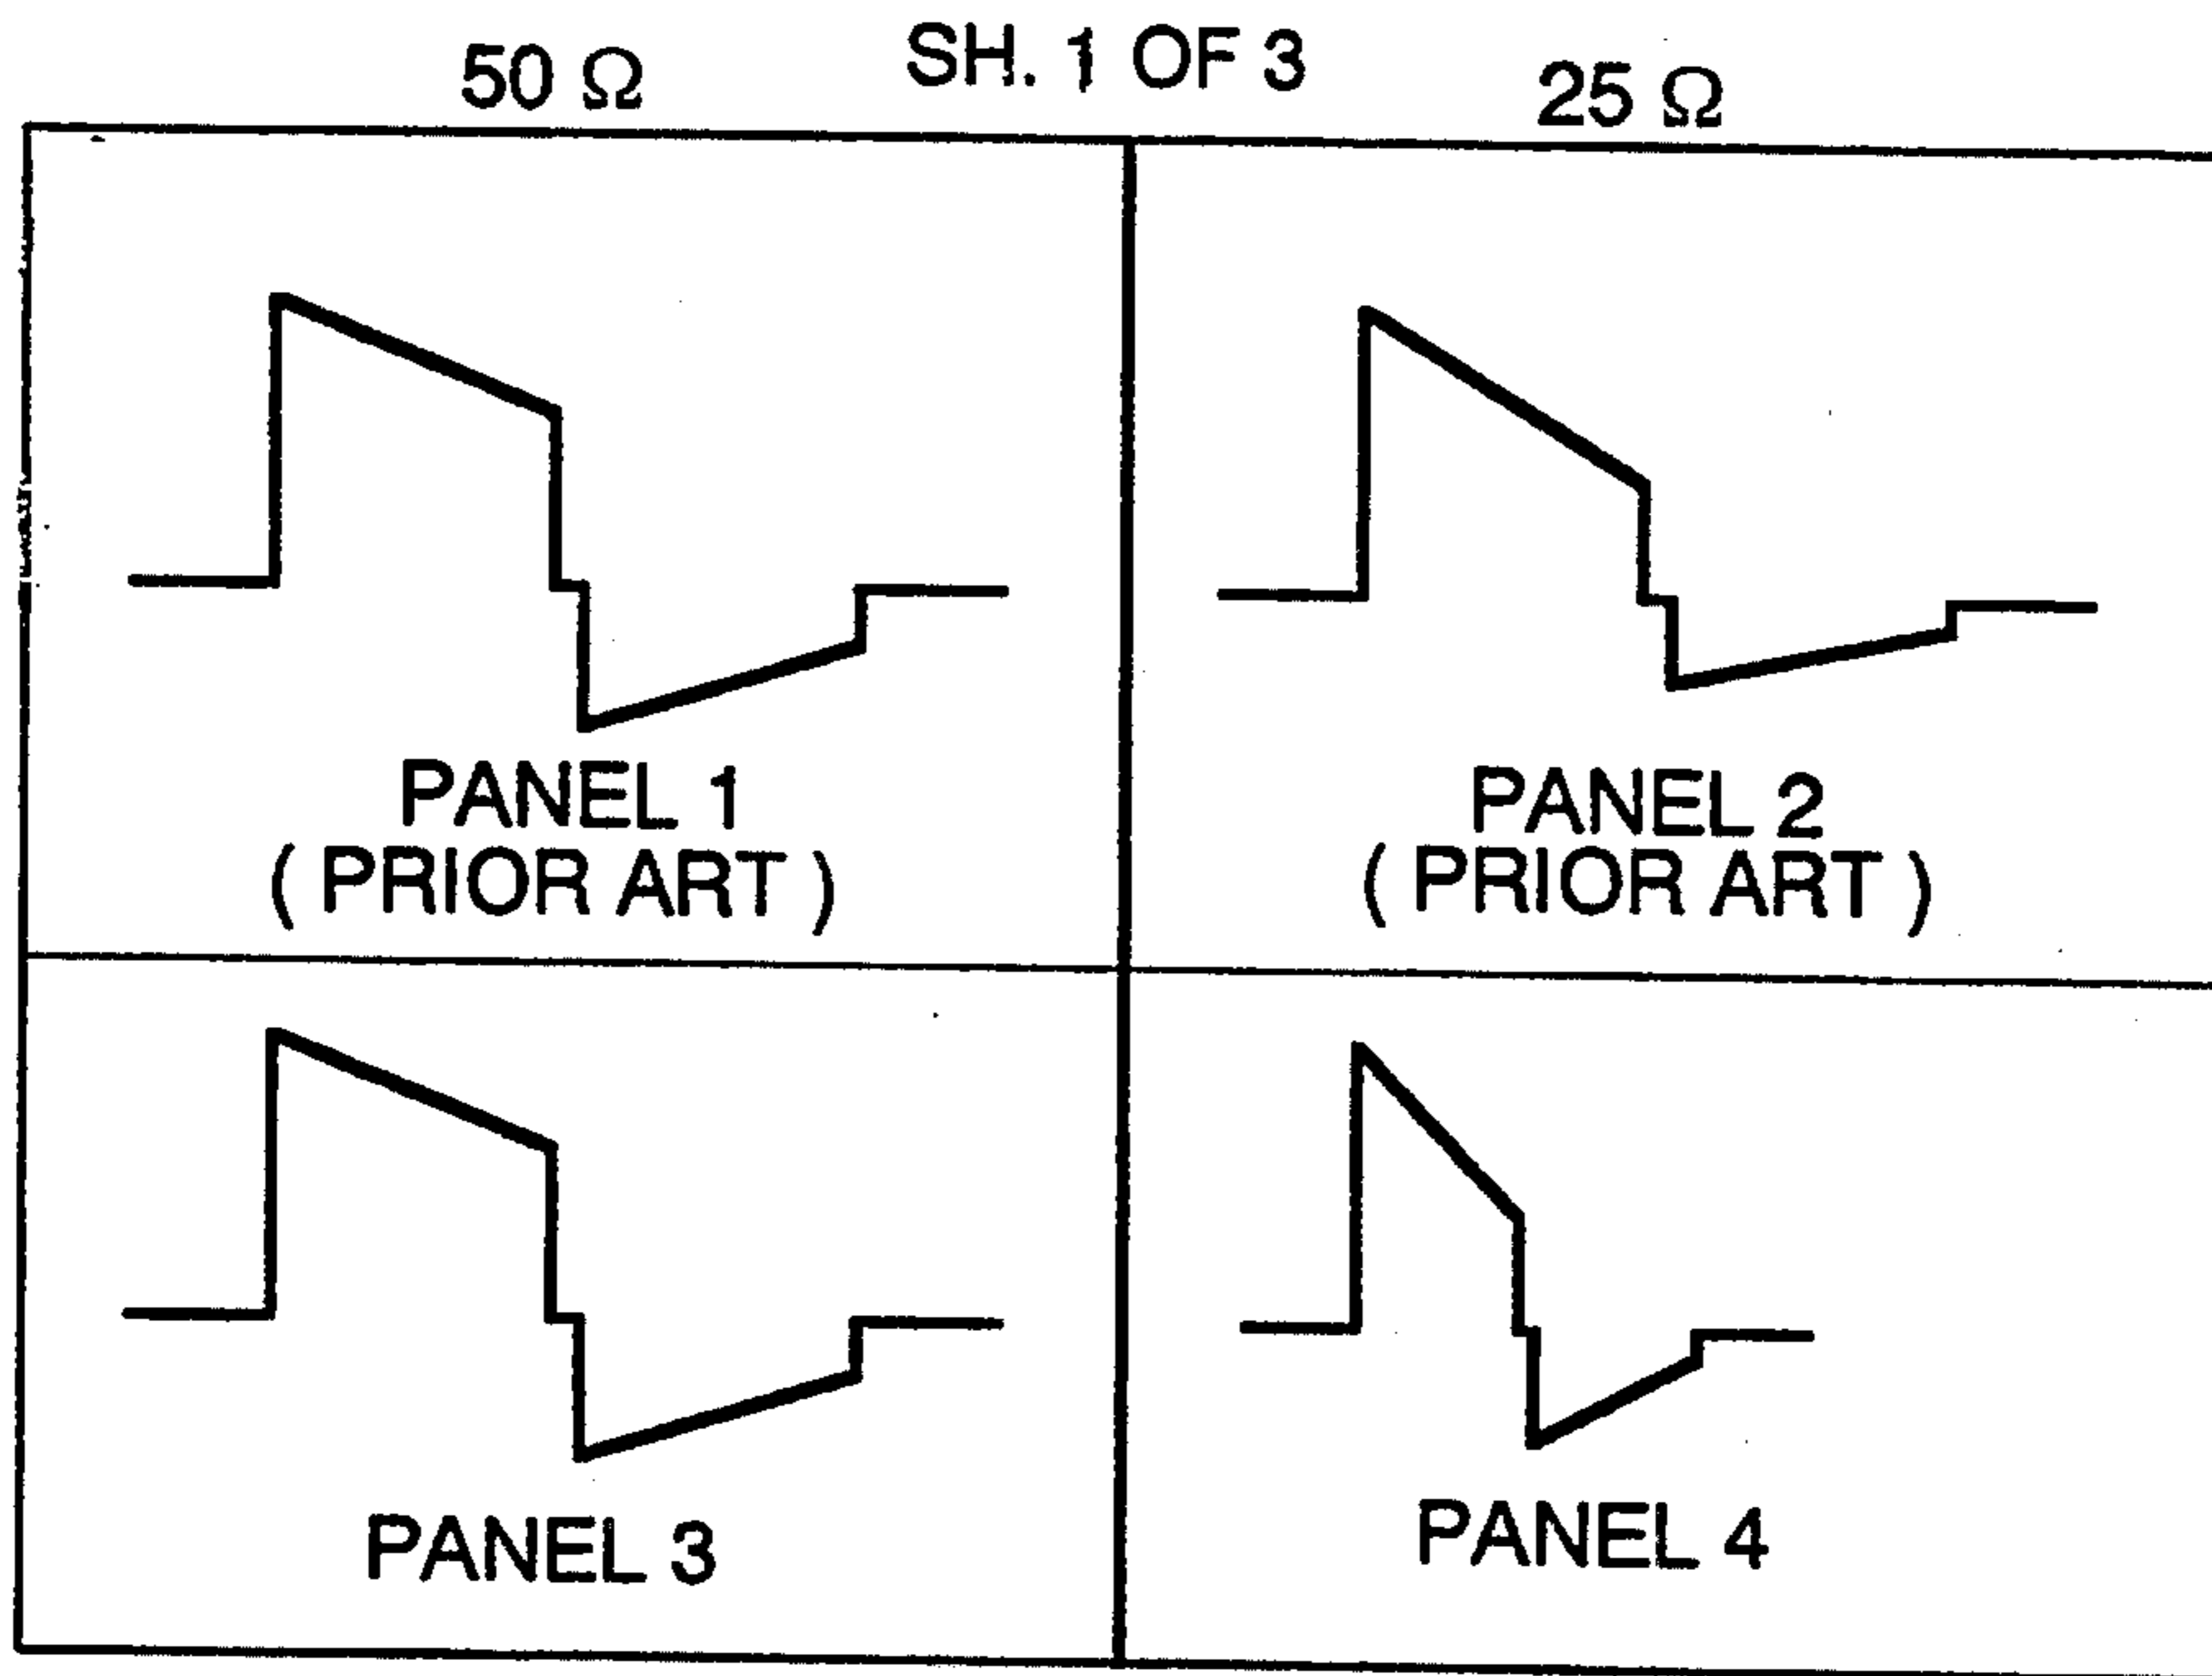 SH. 1 OF 3
50 Ω
25 Ω
PANEL 1
( PRIOR ART )
PANEL 2
( PRIOR ART )
PANEL 3
PANEL 4